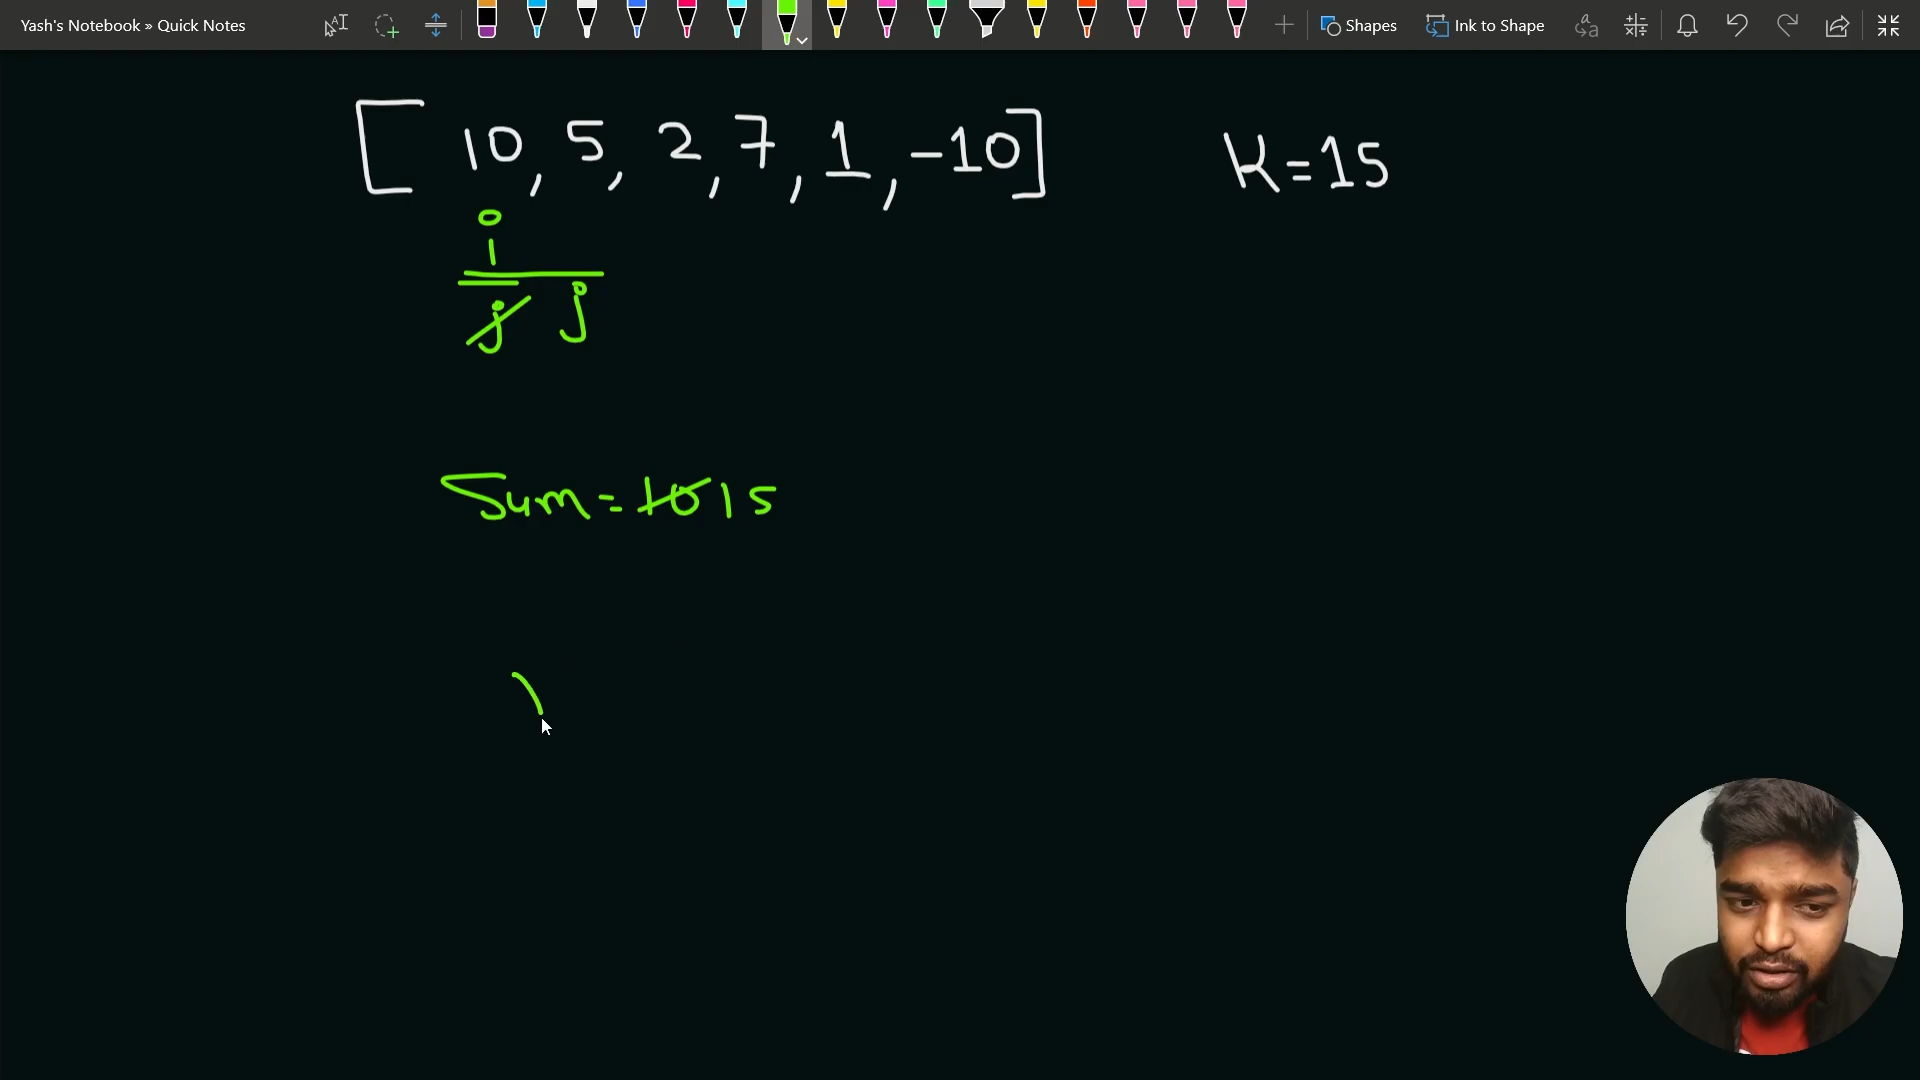 Yash's Notebook » Quick Notes
Shapes
Ink to Shape
[ 10, 5, 2, 7, 1, -10]
K=15
i
j j
Sum = 10 15